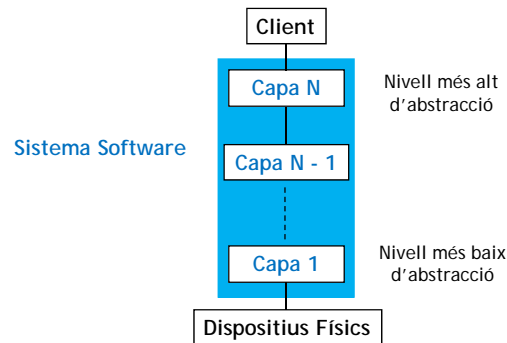 Client
Capa N
Nivell més alt
d'abstracció
Sistema Software
Capa N - 1
Capa 1
Nivell més baix
d'abstracció
Dispositius Físics